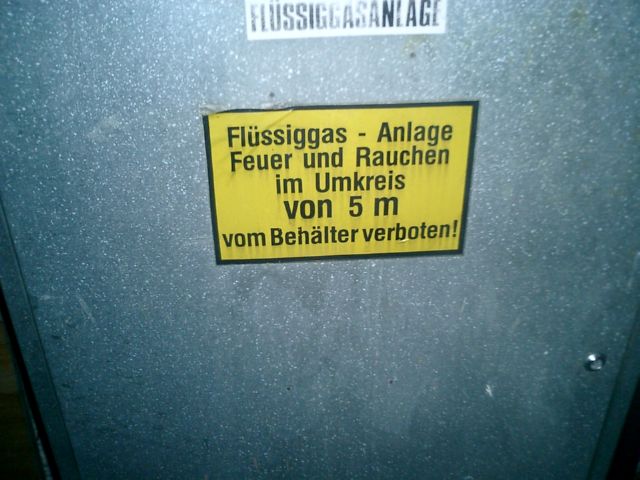 FLÜSSIGGASANLAGE
Flüssiggas - Anlage
Feuer und Rauchen
im Umkreis
von 5 m
vom Behälter verboten!